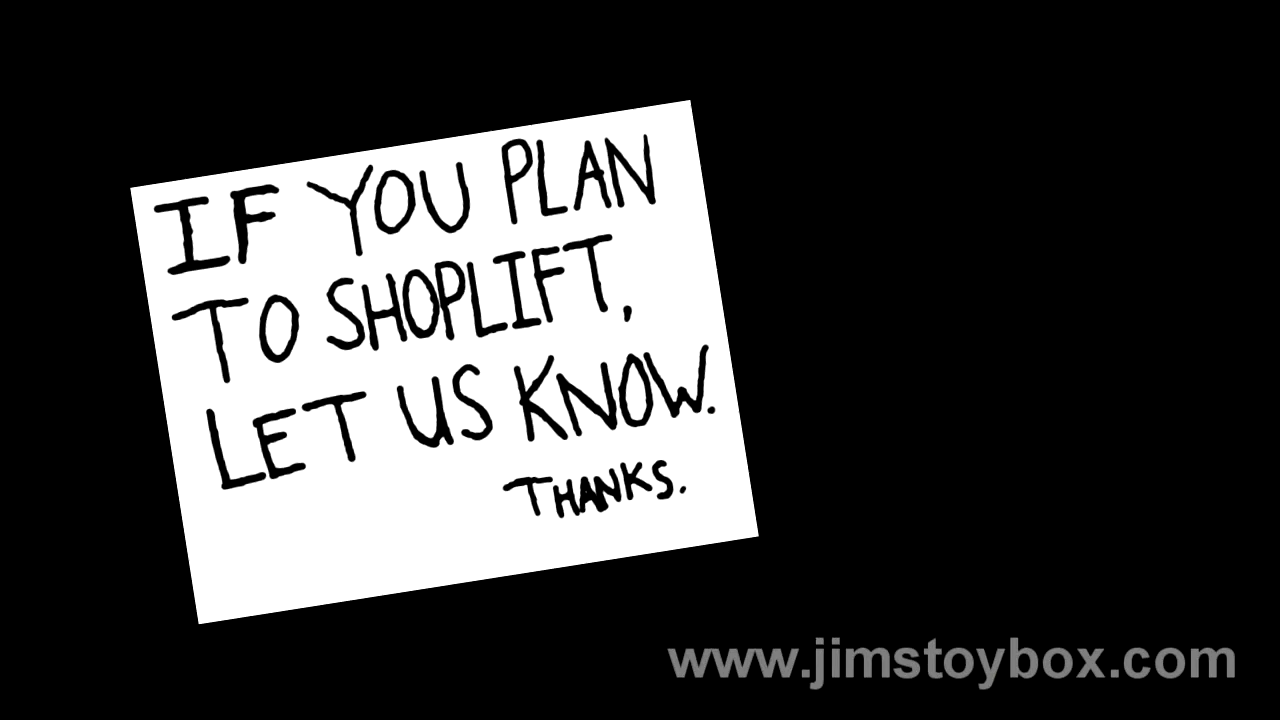 IF YOU PLAN
TO SHOPLIFT,
LET US KNOW.
THANKS.
www.jimstoybox.com